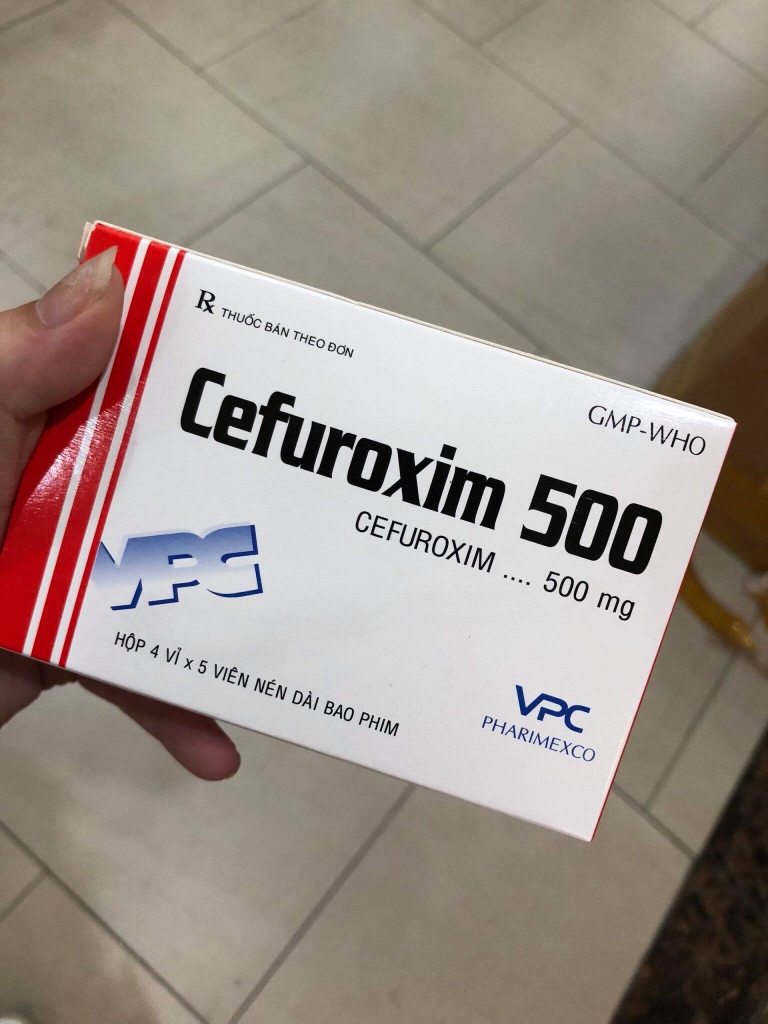 Rx THUỐC BÁN THEO ĐƠN
GMP-WHO
Cefuroxim 500
CEFUROXIM .... 500 mg
VPC
HỘP 4 VỈ x 5 VIÊN NÉN DÀI BAO PHIM
VPC
PHARIMEXCO